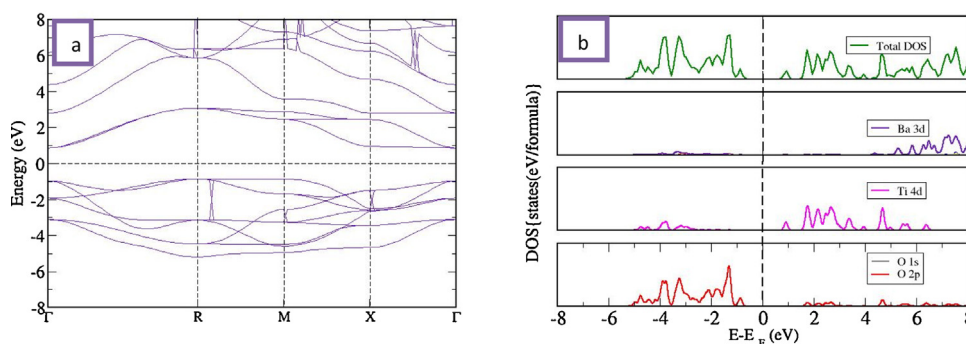 a
Energy (eV)
8
6
4
2
0
-2
-4
-6
-8
Γ R M X Γ
b
DOS{states(eV/formula)}
Total DOS
Ba 3d
Ti 4d
O 1s
O 2p
-8 -6 -4 -2 0 2 4 6 8
E-E F (eV)